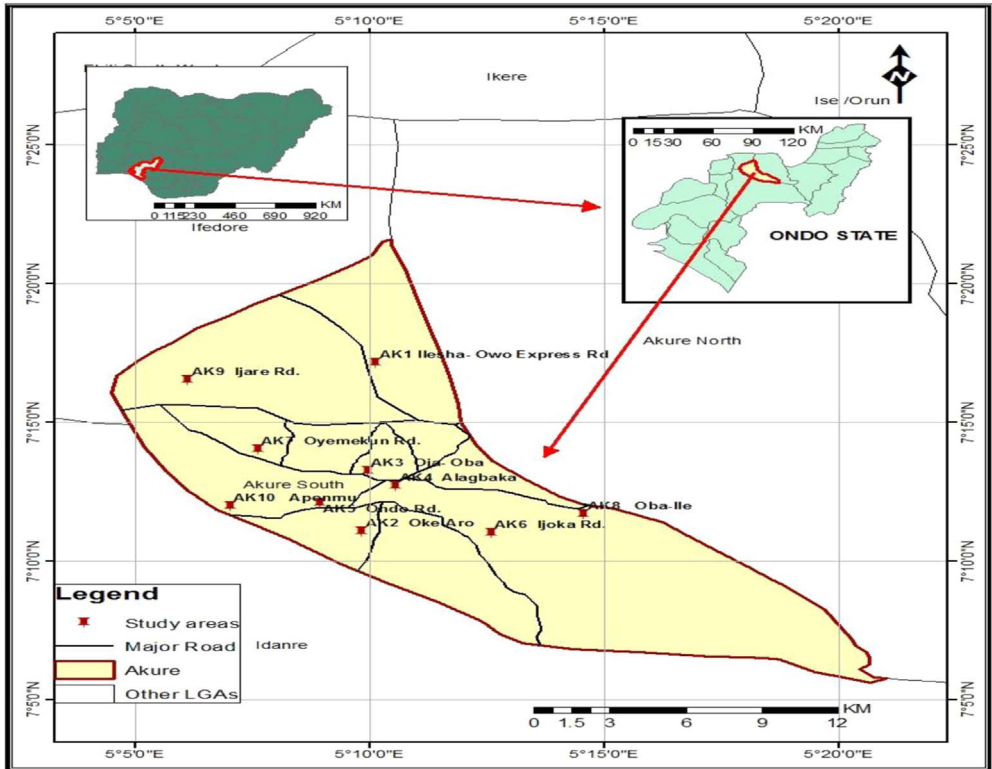 5°5'0"E 5°10'0"E 5°15'0"E 5°20'0"E
Ikere
Ise /Orun
N
KM
0 15 30 60 90 120
7°25'0"N 7°25'0"N
KM
0 115 230 460 690 920
Ifedore
ONDO STATE
7°20'0"N 7°20'0"N
Akure North
AK1 Ilesha- Owo Express Rd
AK9 Ijare Rd.
7°15'0"N 7°15'0"N
AK7 Oyemekun Rd.
AK3 Oja- Oba
AK4 Alagbaka
Akure South
AK10 Aponmu
AK5 Ondo Rd.
AK8 Oba-Ile
AK2 Oke Aro
AK6 Ijoka Rd.
7°10'0"N 7°10'0"N
Legend
Study areas
Major Road
Akure
Other LGAs
Idanre
7°5'0"N 7°5'0"N
KM
0 1.5 3 6 9 12
5°5'0"E 5°10'0"E 5°15'0"E 5°20'0"E